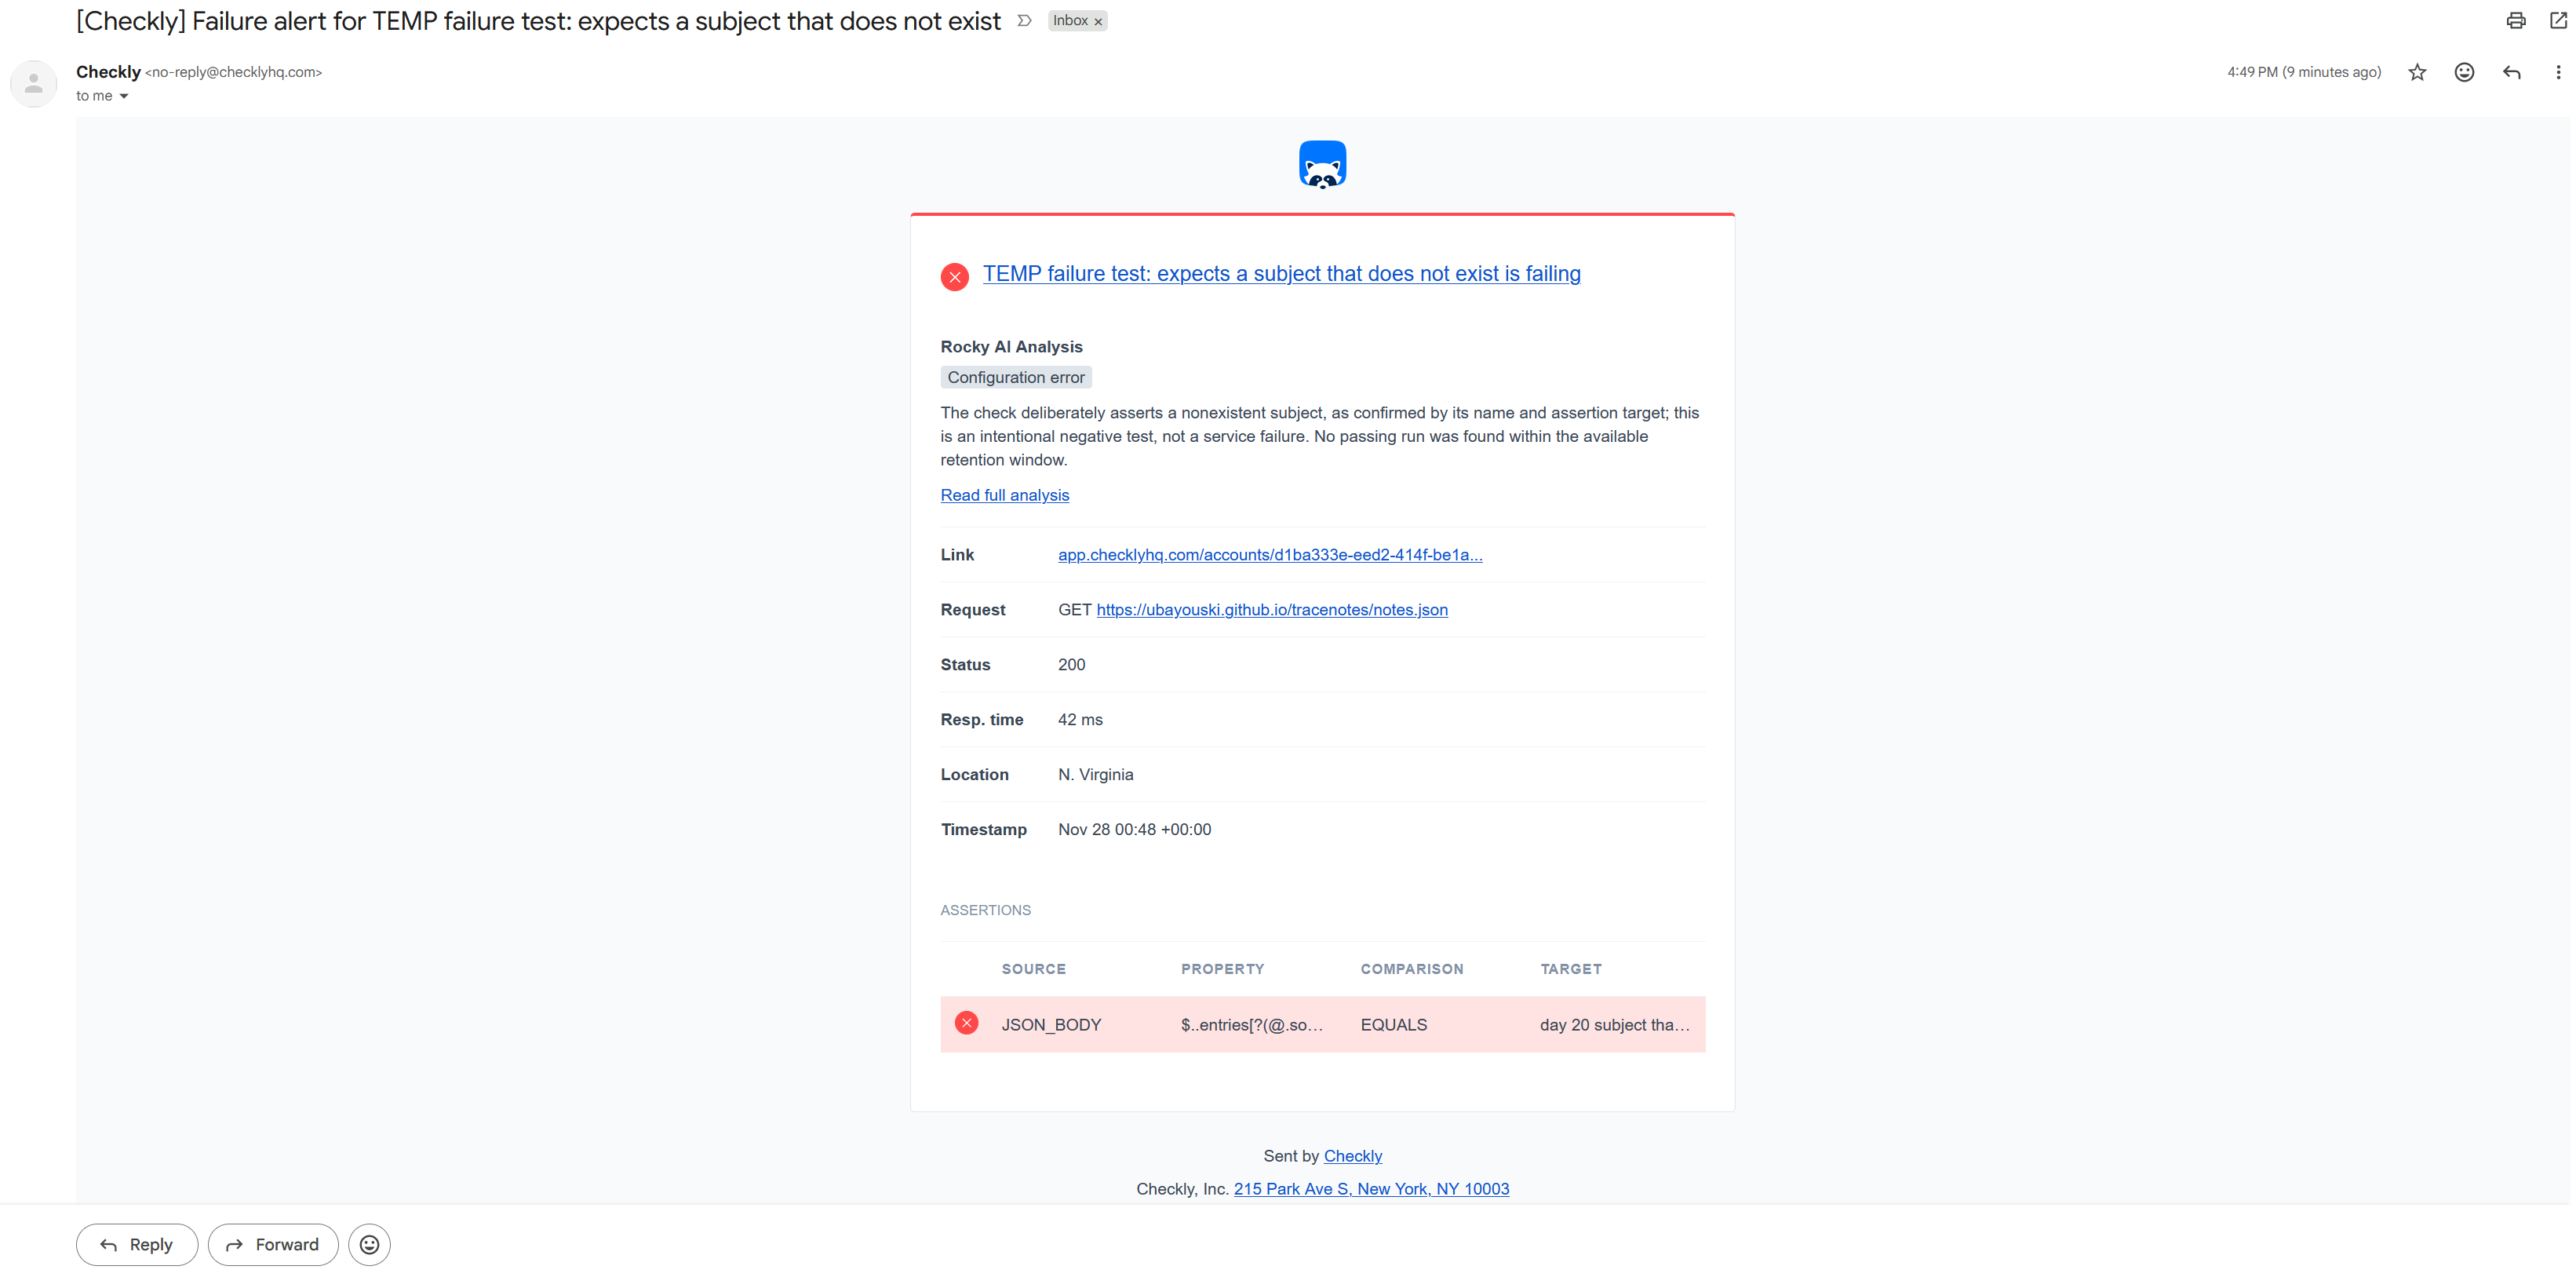 [Checkly] Failure alert for TEMP failure test: expects a subject that does not exist Inbox ×
Checkly <no-reply@checklyhq.com> 4:49 PM (9 minutes ago)
to me
TEMP failure test: expects a subject that does not exist is failing
Rocky AI Analysis
Configuration error
The check deliberately asserts a nonexistent subject, as confirmed by its name and assertion target; this
is an intentional negative test, not a service failure. No passing run was found within the available
retention window.
Read full analysis
Link app.checklyhq.com/accounts/d1ba333e-eed2-414f-be1a...
Request GET https://ubayouski.github.io/tracenotes/notes.json
Status 200
Resp. time 42 ms
Location N. Virginia
Timestamp Nov 28 00:48 +00:00
ASSERTIONS
SOURCE PROPERTY COMPARISON TARGET
JSON_BODY $..entries[?(@.so... EQUALS day 20 subject tha...
Sent by Checkly
Checkly, Inc. 215 Park Ave S, New York, NY 10003
Reply Forward